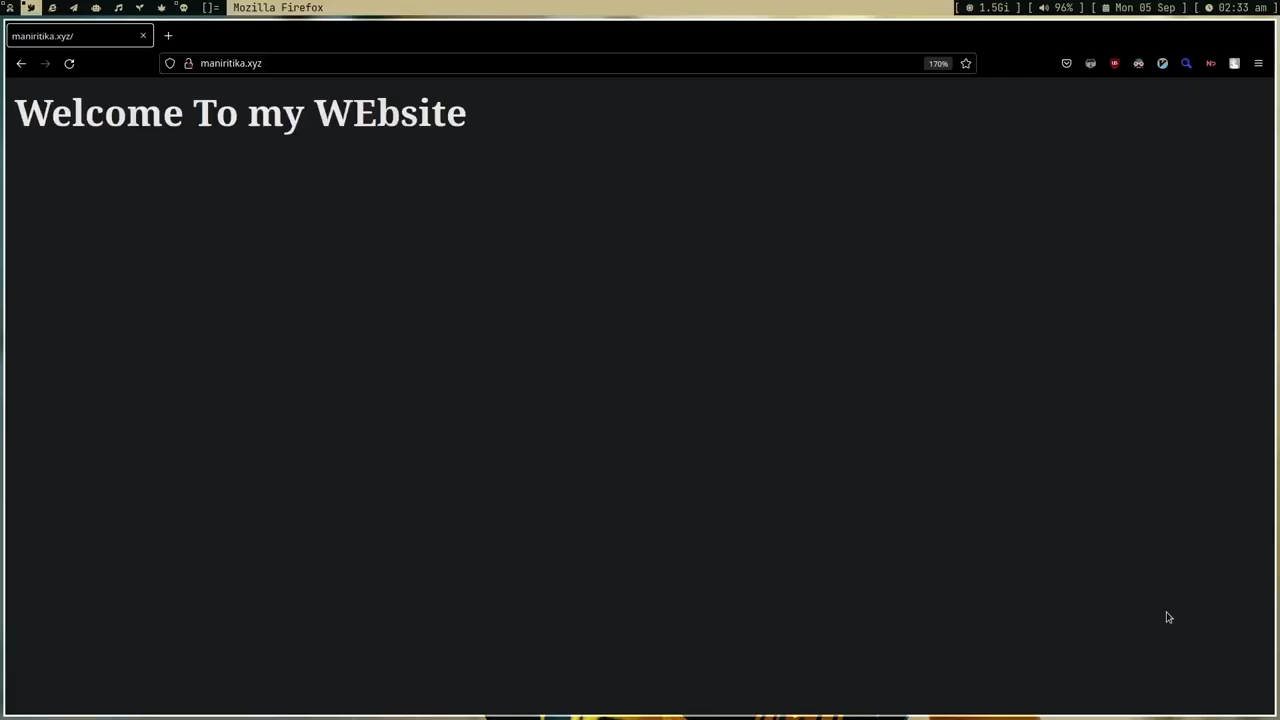 []= Mozilla Firefox [ 1.5Gi ] [ 96% ] [ Mon 05 Sep ] [ 02:33 am ]
maniritika.xyz/
maniritika.xyz 170%
Welcome To my WEbsite